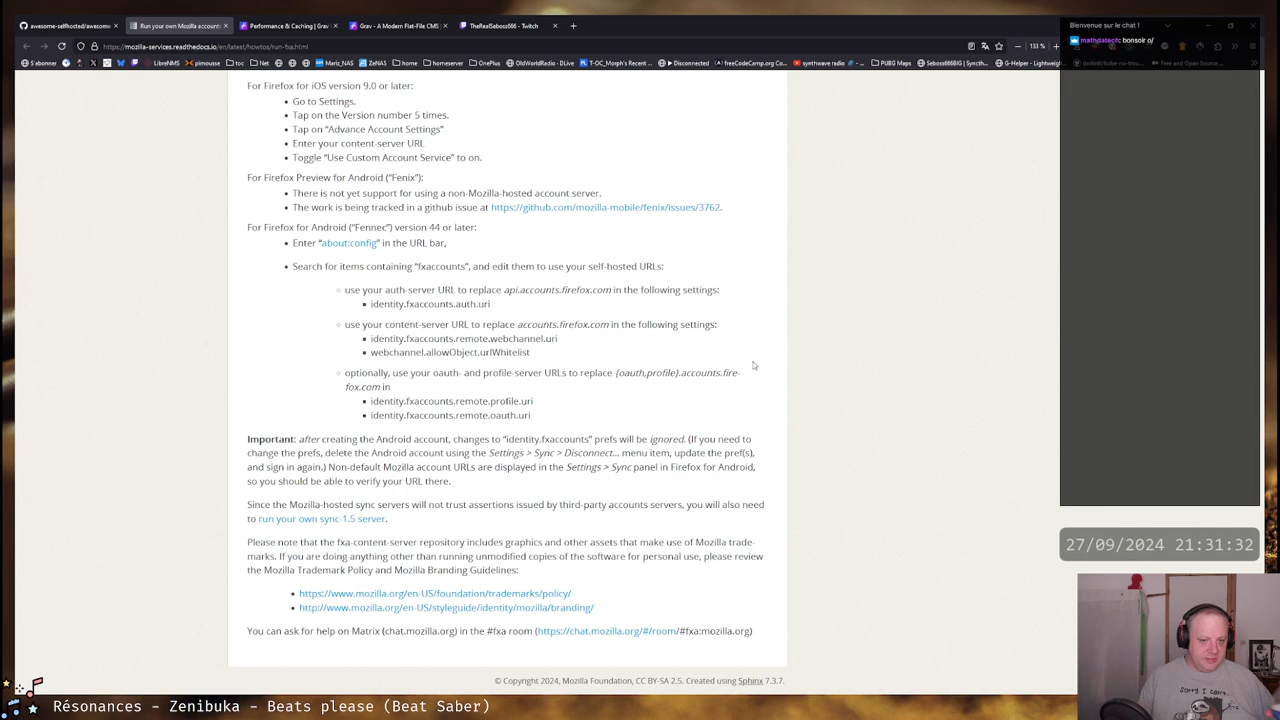 awesome-selfhosted/awesome
Run your own Mozilla account
Performance & Caching | Grav
Grav - A Modern Flat-File CMS
TheRealSeboss666 - Twitch
https://mozilla-services.readthedocs.io/en/latest/howtos/run-fxa.html
133 %
S'abonner
LibreNMS
pimousse
toc
Net
Maris_NAS
ZeNAS
home
homeserver
OnePlus
OldWorldRadio - DLive
T-OC_Morph's Recent ...
Disconnected
freeCodeCamp.org Co...
synthwave radio
PUBG Maps
Seboss666BIG | Syncth...
G-Helper - Lightweigh...
Bienvenue sur le chat !
mathdatech: bonsoir o/
For Firefox for iOS version 9.0 or later:
Go to Settings.
Tap on the Version number 5 times.
Tap on “Advance Account Settings”
Enter your content-server URL
Toggle “Use Custom Account Service” to on.
For Firefox Preview for Android (“Fenix”):
There is not yet support for using a non-Mozilla-hosted account server.
The work is being tracked in a github issue at https://github.com/mozilla-mobile/fenix/issues/3762.
For Firefox for Android (“Fennec”) version 44 or later:
Enter “about:config” in the URL bar,
Search for items containing “fxaccounts”, and edit them to use your self-hosted URLs:
use your auth-server URL to replace api.accounts.firefox.com in the following settings:
identity.fxaccounts.auth.uri
use your content-server URL to replace accounts.firefox.com in the following settings:
identity.fxaccounts.remote.webchannel.uri
webchannel.allowObject.urlWhitelist
optionally, use your oauth- and profile-server URLs to replace {oauth,profile}.accounts.fire-
fox.com in
identity.fxaccounts.remote.profile.uri
identity.fxaccounts.remote.oauth.uri
Important: after creating the Android account, changes to “identity.fxaccounts” prefs will be ignored. (If you need to
change the prefs, delete the Android account using the Settings > Sync > Disconnect... menu item, update the pref(s),
and sign in again.) Non-default Mozilla account URLs are displayed in the Settings > Sync panel in Firefox for Android,
so you should be able to verify your URL there.
Since the Mozilla-hosted sync servers will not trust assertions issued by third-party accounts servers, you will also need
to run your own sync-1.5 server.
Please note that the fxa-content-server repository includes graphics and other assets that make use of Mozilla trade-
marks. If you are doing anything other than running unmodified copies of the software for personal use, please review
the Mozilla Trademark Policy and Mozilla Branding Guidelines:
https://www.mozilla.org/en-US/foundation/trademarks/policy/
http://www.mozilla.org/en-US/styleguide/identity/mozilla/branding/
You can ask for help on Matrix (chat.mozilla.org) in the #fxa room (https://chat.mozilla.org/#/room/#fxa:mozilla.org)
© Copyright 2024, Mozilla Foundation, CC BY-SA 2.5. Created using Sphinx 7.3.7.
27/09/2024 21:31:32
Résonances - Zenibuka - Beats please (Beat Saber)